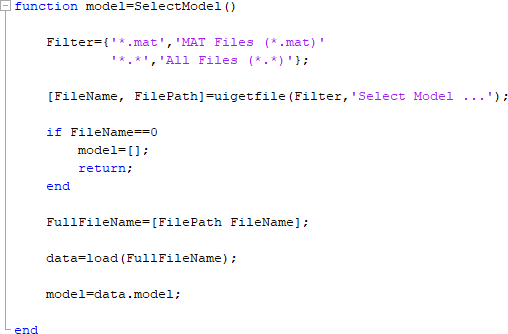 function model=SelectModel()
Filter={'*.mat','MAT Files (*.mat)'
'*.*','All Files (*.*)'};
[FileName, FilePath]=uigetfile(Filter,'Select Model ...');
if FileName==0
model=[];
return;
end
FullFileName=[FilePath FileName];
data=load(FullFileName);
model=data.model;
end